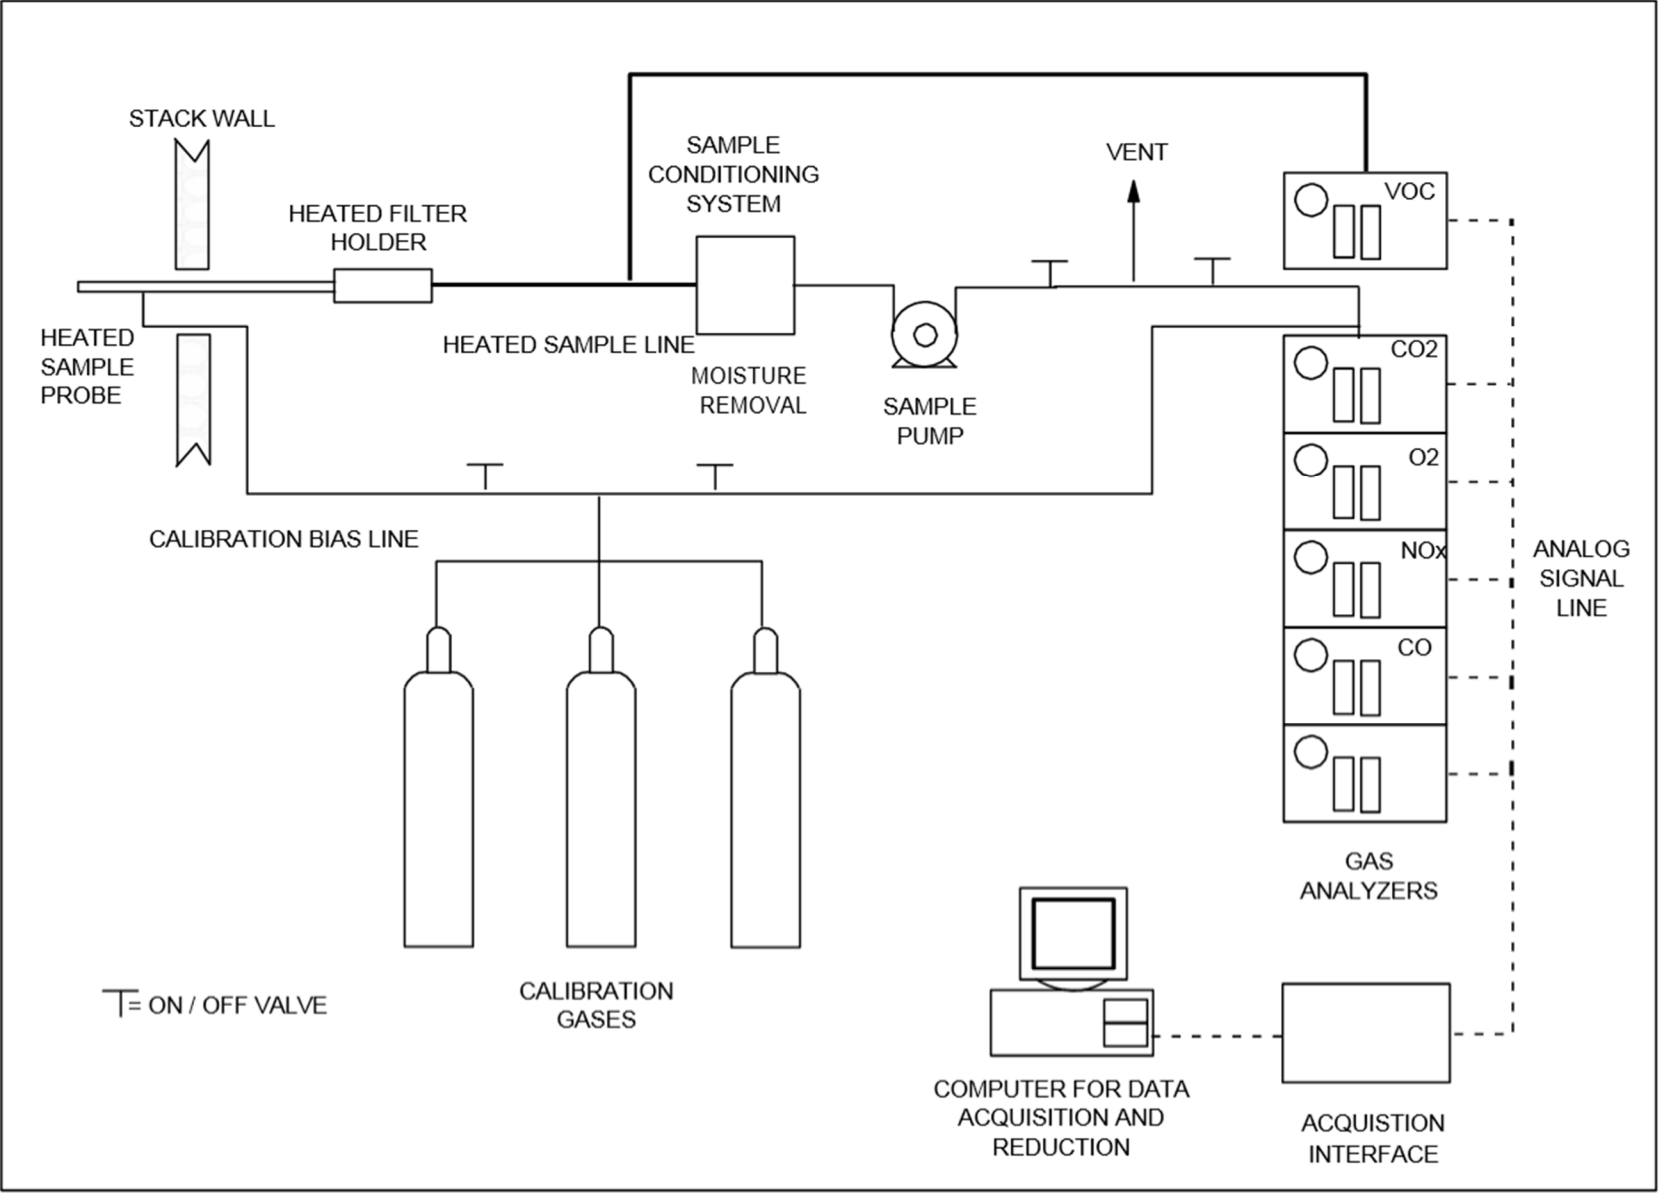 STACK WALL
SAMPLE
CONDITIONING
SYSTEM
VENT
VOC
HEATED FILTER
HOLDER
HEATED
SAMPLE
PROBE
HEATED SAMPLE LINE
MOISTURE
REMOVAL
SAMPLE
PUMP
CO2
O2
NOx
CO
ANALOG
SIGNAL
LINE
CALIBRATION BIAS LINE
GAS
ANALYZERS
CALIBRATION
GASES
= ON / OFF VALVE
COMPUTER FOR DATA
ACQUISITION AND
REDUCTION
ACQUISTION
INTERFACE